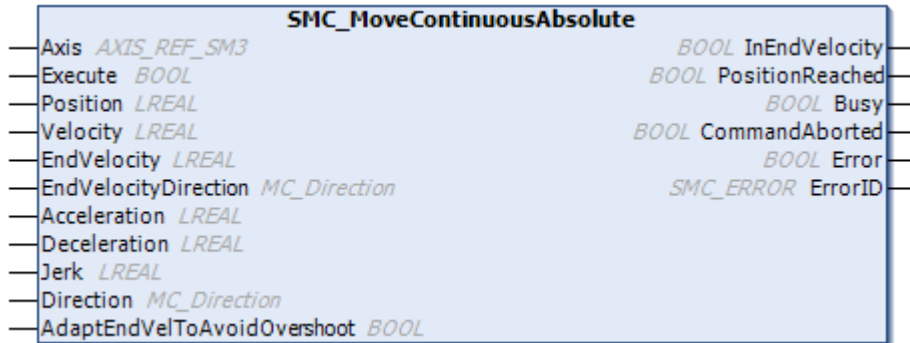 SMC_MoveContinuousAbsolute
Axis AXIS_REF_SM3 BOOL InEndVelocity
Execute BOOL BOOL PositionReached
Position LREAL BOOL Busy
Velocity LREAL BOOL CommandAborted
EndVelocity LREAL BOOL Error
EndVelocityDirection MC_Direction SMC_ERROR ErrorID
Acceleration LREAL
Deceleration LREAL
Jerk LREAL
Direction MC_Direction
AdaptEndVelToAvoidOvershoot BOOL